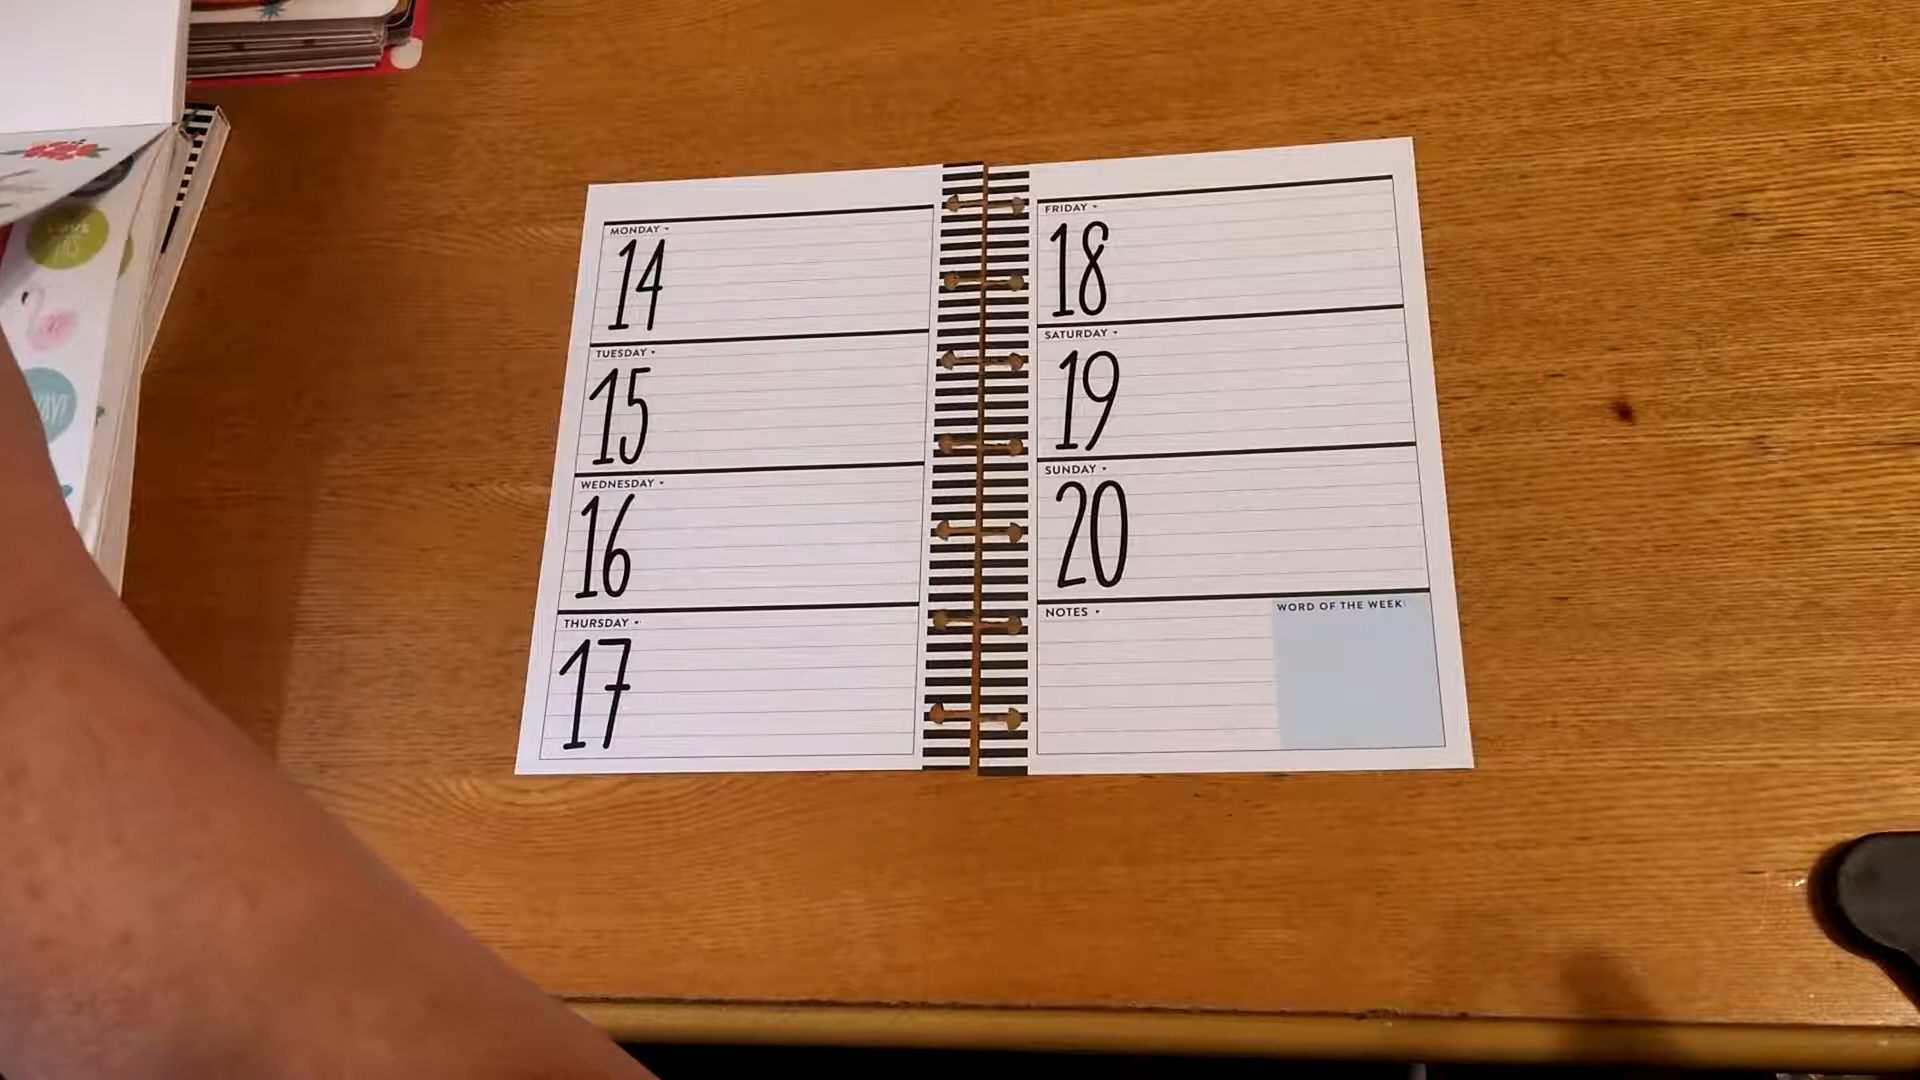 MONDAY
14
TUESDAY
15
WEDNESDAY
16
THURSDAY
17
FRIDAY
18
SATURDAY
19
SUNDAY
20
NOTES
WORD OF THE WEEK: